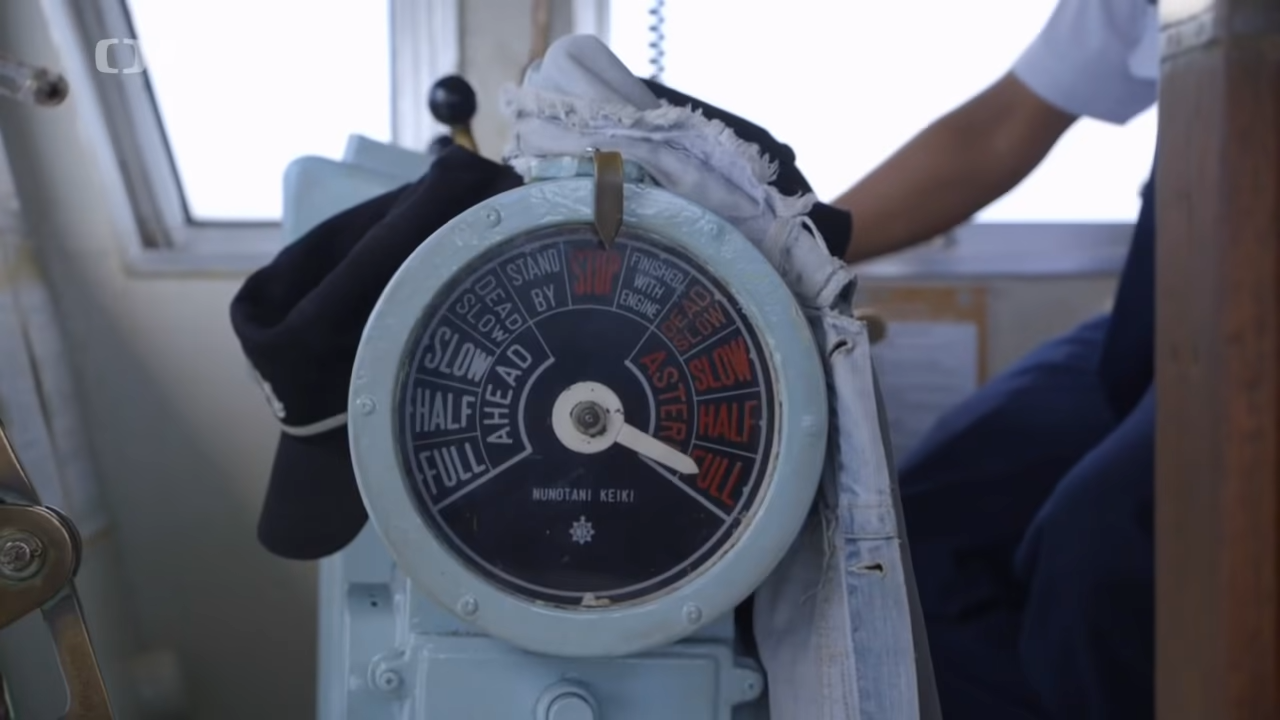 STAND
BY
STOP
FINISHED
WITH
ENGINE
DEAD
SLOW
DEAD
SLOW
SLOW
SLOW
AHEAD
ASTERN
HALF
HALF
FULL
FULL
NUNOTANI KEIKI